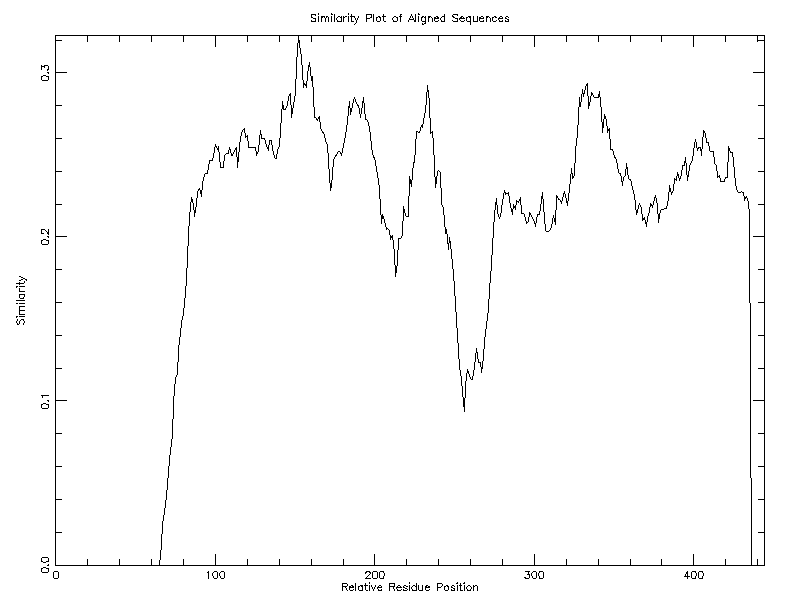 Similarity Plot of Aligned Sequences
Similarity
0.3
0.2
0.1
0.0
0 100 200 300 400
Relative Residue Position